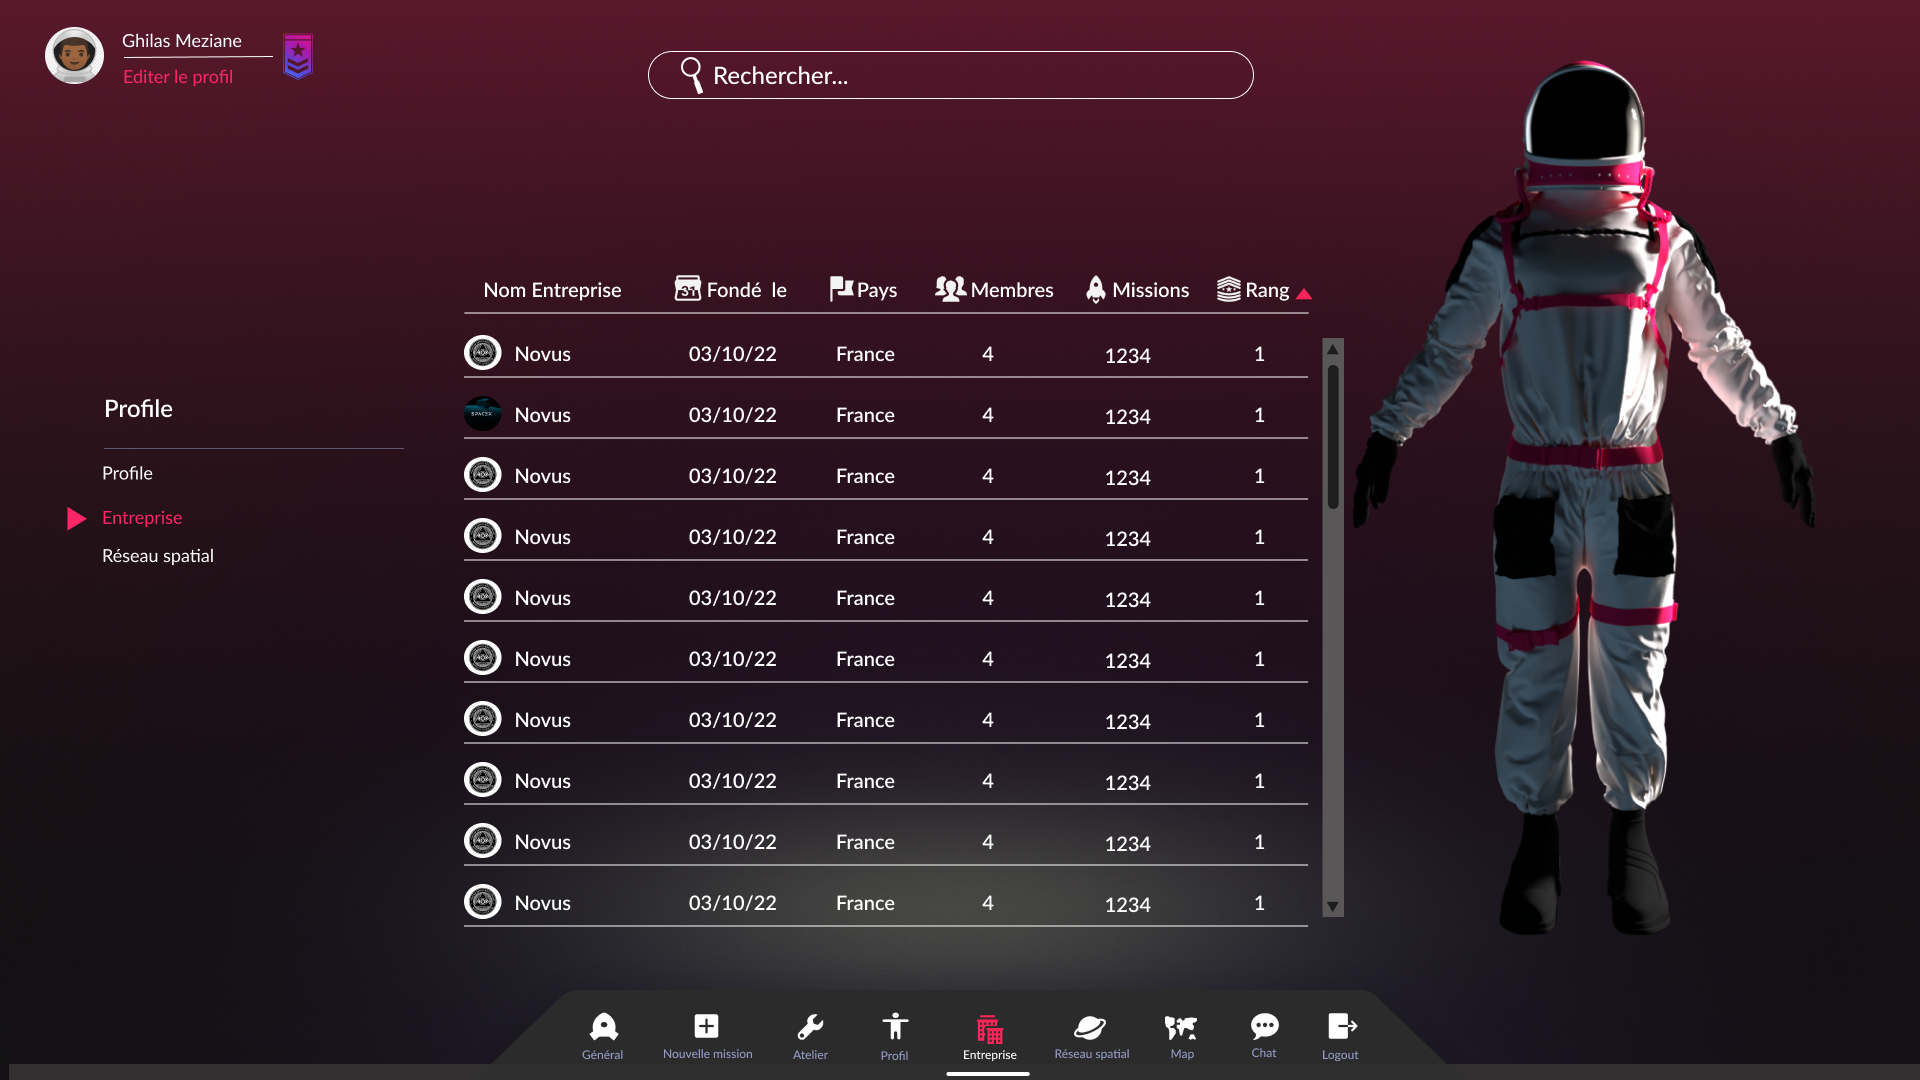 Ghilas Meziane
Editer le profil
Rechercher...
Nom Entreprise 31 Fondé le Pays Membres Missions Rang
Novus 03/10/22 France 4 1234 1
SPACEX Novus 03/10/22 France 4 1234 1
Novus 03/10/22 France 4 1234 1
Novus 03/10/22 France 4 1234 1
Novus 03/10/22 France 4 1234 1
Novus 03/10/22 France 4 1234 1
Novus 03/10/22 France 4 1234 1
Novus 03/10/22 France 4 1234 1
Novus 03/10/22 France 4 1234 1
Novus 03/10/22 France 4 1234 1
Profile
Profile
Entreprise
Réseau spatial
Général Nouvelle mission Atelier Profil Entreprise Réseau spatial Map Chat Logout